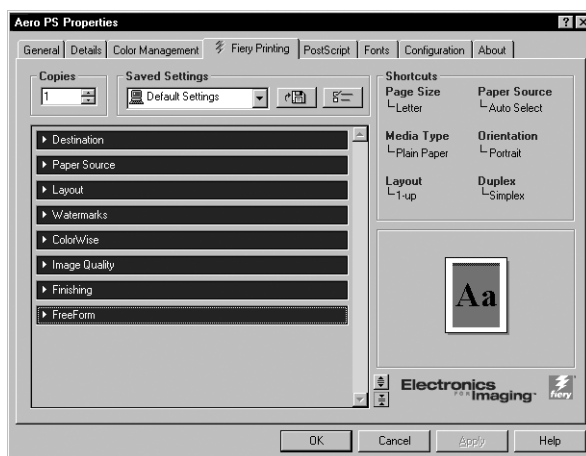 Aero PS Properties
General Details Color Management Fiery Printing PostScript Fonts Configuration About
Copies
1
Saved Settings
Default Settings
Destination
Paper Source
Layout
Watermarks
ColorWise
Image Quality
Finishing
FreeForm
Shortcuts
Page Size Paper Source
Letter Auto Select
Media Type Orientation
Plain Paper Portrait
Layout Duplex
1-up Simplex
Aa
Electronics
FOR Imaging
fiery
OK Cancel Apply Help